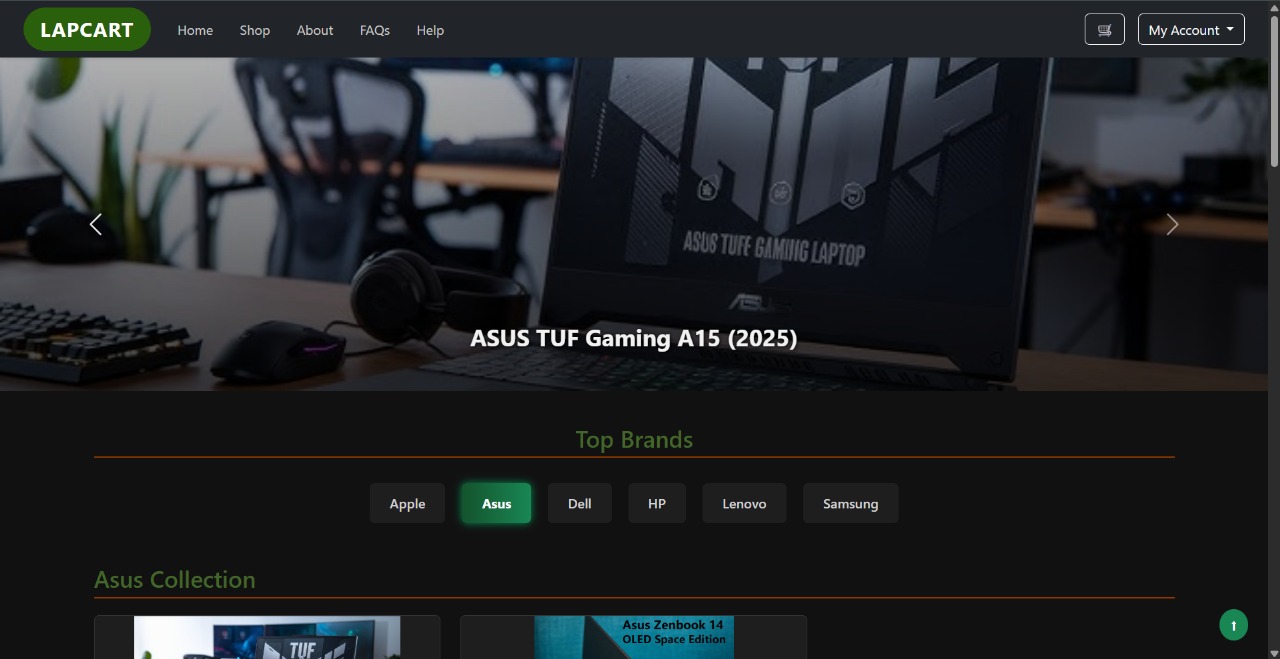 LAPCART
Home
Shop
About
FAQs
Help
My Account
ASUS TUFF GAMING LAPTOP
ASUS
ASUS TUF Gaming A15 (2025)
Top Brands
Apple
Asus
Dell
HP
Lenovo
Samsung
Asus Collection
TUF
Asus Zenbook 14
OLED Space Edition